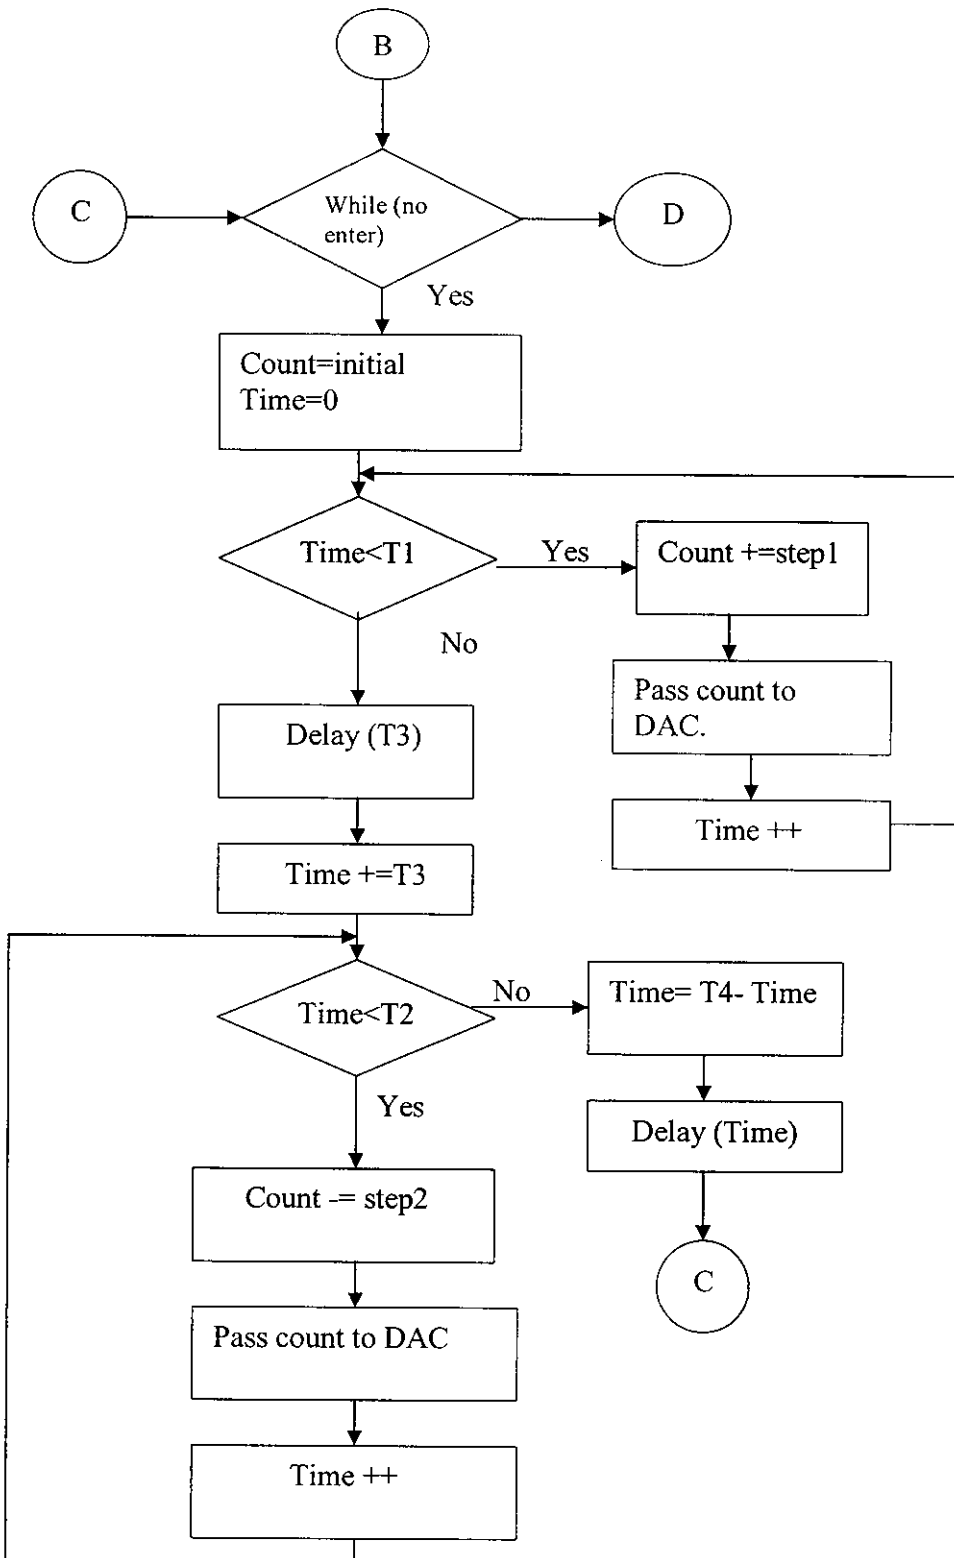 B
C
While (no
enter)
D
Yes
Count=initial
Time=0
Time<T1
Yes
Count +=step1
No
Pass count to
DAC.
Delay (T3)
Time ++
Time +=T3
Time<T2
No
Time= T4- Time
Yes
Delay (Time)
Count -= step2
C
Pass count to DAC
Time ++